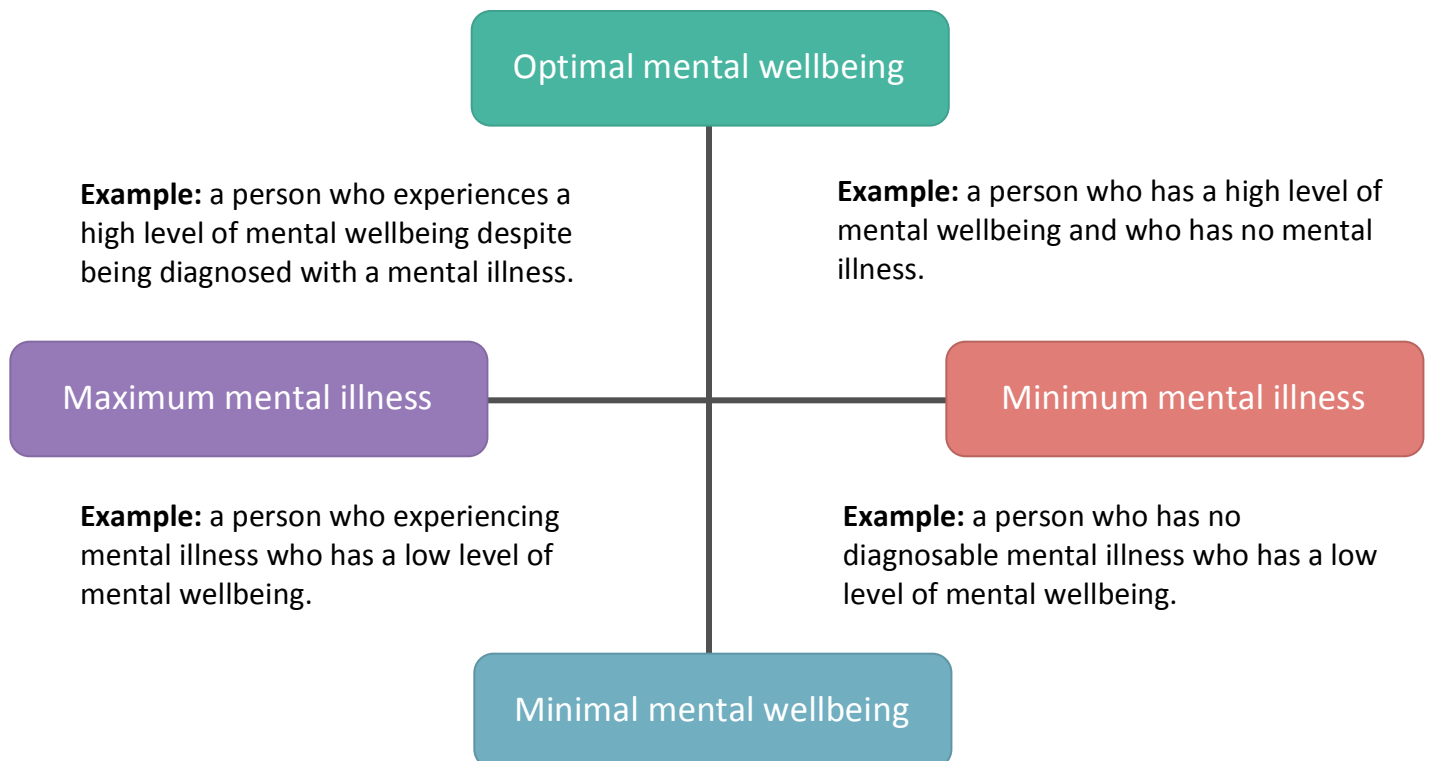 Optimal mental wellbeing
Example: a person who experiences a
high level of mental wellbeing despite
being diagnosed with a mental illness.
Example: a person who has a high level of
mental wellbeing and who has no mental
illness.
Maximum mental illness
Minimum mental illness
Example: a person who experiencing
mental illness who has a low level of
mental wellbeing.
Example: a person who has no
diagnosable mental illness who has a low
level of mental wellbeing.
Minimal mental wellbeing